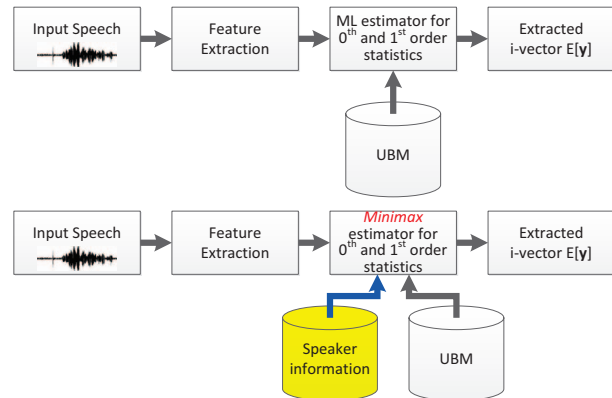 Input Speech
Feature
Extraction
ML estimator for
0th and 1st order
statistics
Extracted
i-vector E[y]
UBM
Input Speech
Feature
Extraction
Minimax
estimator for
0th and 1st order
statistics
Extracted
i-vector E[y]
Speaker
information
UBM